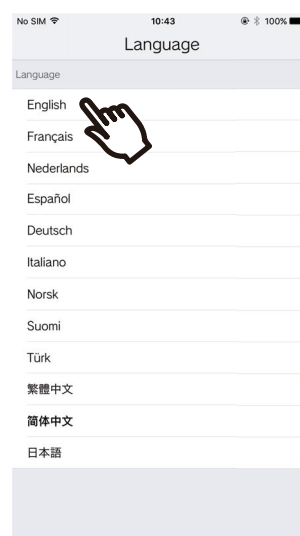 No SIM 10:43 100%
Language
Language
English
Français
Nederlands
Español
Deutsch
Italiano
Norsk
Suomi
Türk
繁體中文
简体中文
日本語